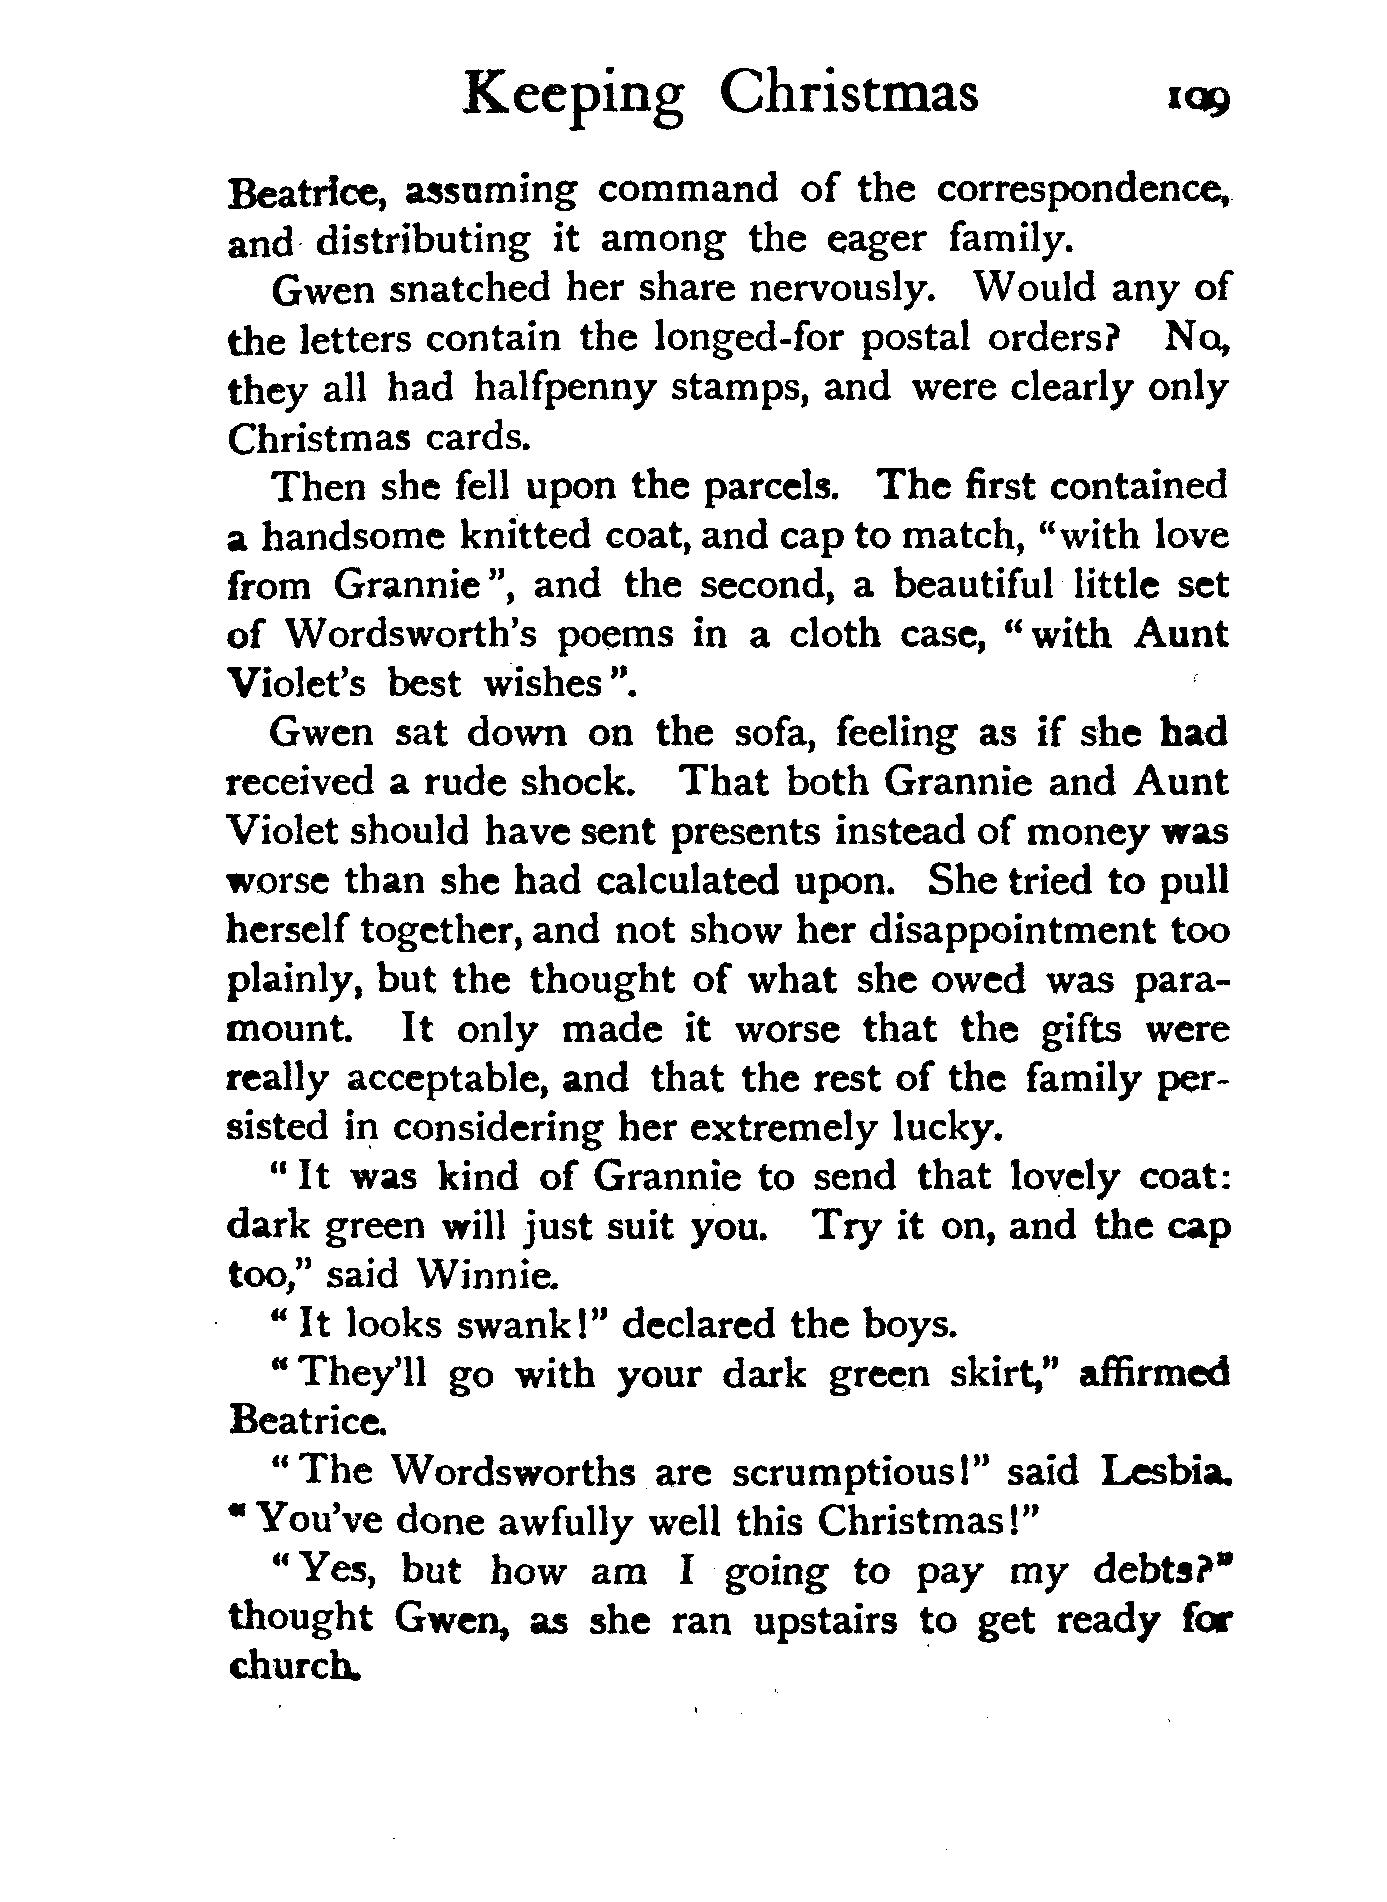 Keeping Christmas 109
Beatrice, assuming command of the correspondence,
and distributing it among the eager family.
Gwen snatched her share nervously. Would any of
the letters contain the longed-for postal orders? No,
they all had halfpenny stamps, and were clearly only
Christmas cards.
Then she fell upon the parcels. The first contained
a handsome knitted coat, and cap to match, "with love
from Grannie", and the second, a beautiful little set
of Wordsworth's poems in a cloth case, "with Aunt
Violet's best wishes".
Gwen sat down on the sofa, feeling as if she had
received a rude shock. That both Grannie and Aunt
Violet should have sent presents instead of money was
worse than she had calculated upon. She tried to pull
herself together, and not show her disappointment too
plainly, but the thought of what she owed was para-
mount. It only made it worse that the gifts were
really acceptable, and that the rest of the family per-
sisted in considering her extremely lucky.
"It was kind of Grannie to send that lovely coat:
dark green will just suit you. Try it on, and the cap
too," said Winnie.
"It looks swank!" declared the boys.
"They'll go with your dark green skirt," affirmed
Beatrice.
"The Wordsworths are scrumptious!" said Lesbia.
"You've done awfully well this Christmas!"
"Yes, but how am I going to pay my debts?"
thought Gwen, as she ran upstairs to get ready for
church.